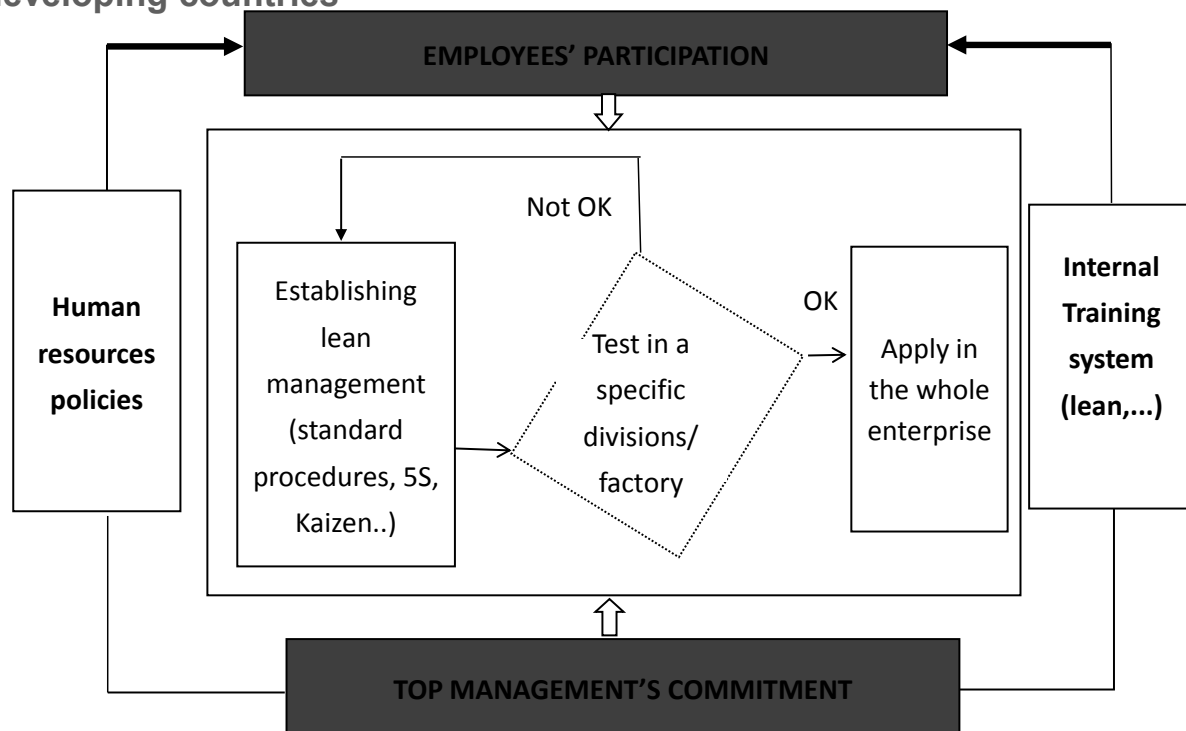 developing countries
EMPLOYEES’ PARTICIPATION
Not OK
Human
resources
policies
Establishing
lean
management
(standard
procedures, 5S,
Kaizen..)
Test in a
specific
divisions/
factory
OK
Apply in
the whole
enterprise
Internal
Training
system
(lean,...)
TOP MANAGEMENT’S COMMITMENT